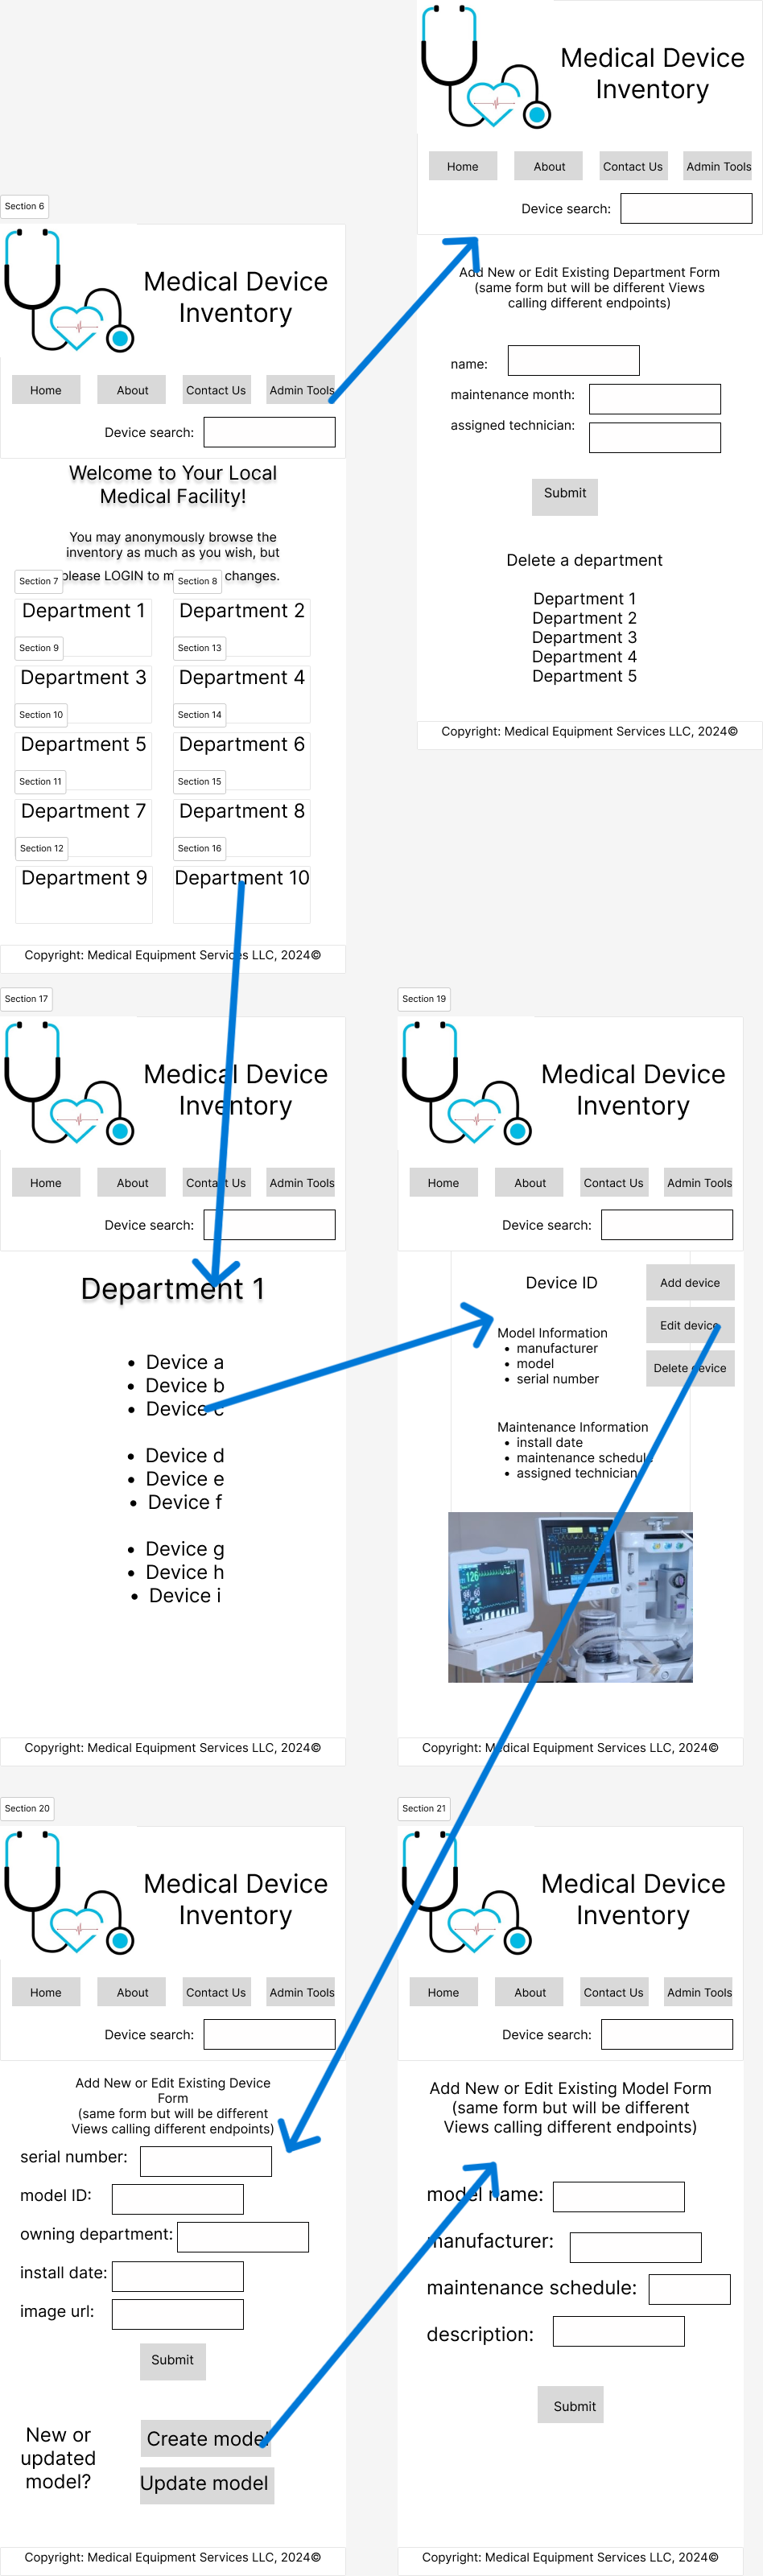 Medical Device
Inventory
Home
About
Contact Us
Admin Tools
Device search:
Add New or Edit Existing Department Form
(same form but will be different Views
calling different endpoints)
name:
maintenance month:
assigned technician:
Submit
Delete a department
Department 1
Department 2
Department 3
Department 4
Department 5
Copyright: Medical Equipment Services LLC, 2024©
Section 6
Medical Device
Inventory
Home
About
Contact Us
Admin Tools
Device search:
Welcome to Your Local
Medical Facility!
You may anonymously browse the
inventory as much as you wish, but
please LOGIN to changes.
Section 7
Section 8
Department 1
Department 2
Section 9
Section 13
Department 3
Department 4
Section 10
Section 14
Department 5
Department 6
Section 11
Section 15
Department 7
Department 8
Section 12
Section 16
Department 9
Department 10
Copyright: Medical Equipment Services LLC, 2024©
Section 17
Medical Device
Inventory
Home
About
Contact Us
Admin Tools
Device search:
Department 1
• Device a
• Device b
• Device c
• Device d
• Device e
• Device f
• Device g
• Device h
• Device i
Copyright: Medical Equipment Services LLC, 2024©
Section 19
Medical Device
Inventory
Home
About
Contact Us
Admin Tools
Device search:
Device ID
Add device
Edit device
Delete device
Model Information
• manufacturer
• model
• serial number
Maintenance Information
• install date
• maintenance schedule
• assigned technician
126
Copyright: Medical Equipment Services LLC, 2024©
Section 20
Medical Device
Inventory
Home
About
Contact Us
Admin Tools
Device search:
Add New or Edit Existing Device
Form
(same form but will be different
Views calling different endpoints)
serial number:
model ID:
owning department:
install date:
image url:
Submit
New or
updated
model?
Create model
Update model
Copyright: Medical Equipment Services LLC, 2024©
Section 21
Medical Device
Inventory
Home
About
Contact Us
Admin Tools
Device search:
Add New or Edit Existing Model Form
(same form but will be different
Views calling different endpoints)
model name:
manufacturer:
maintenance schedule:
description:
Submit
Copyright: Medical Equipment Services LLC, 2024©